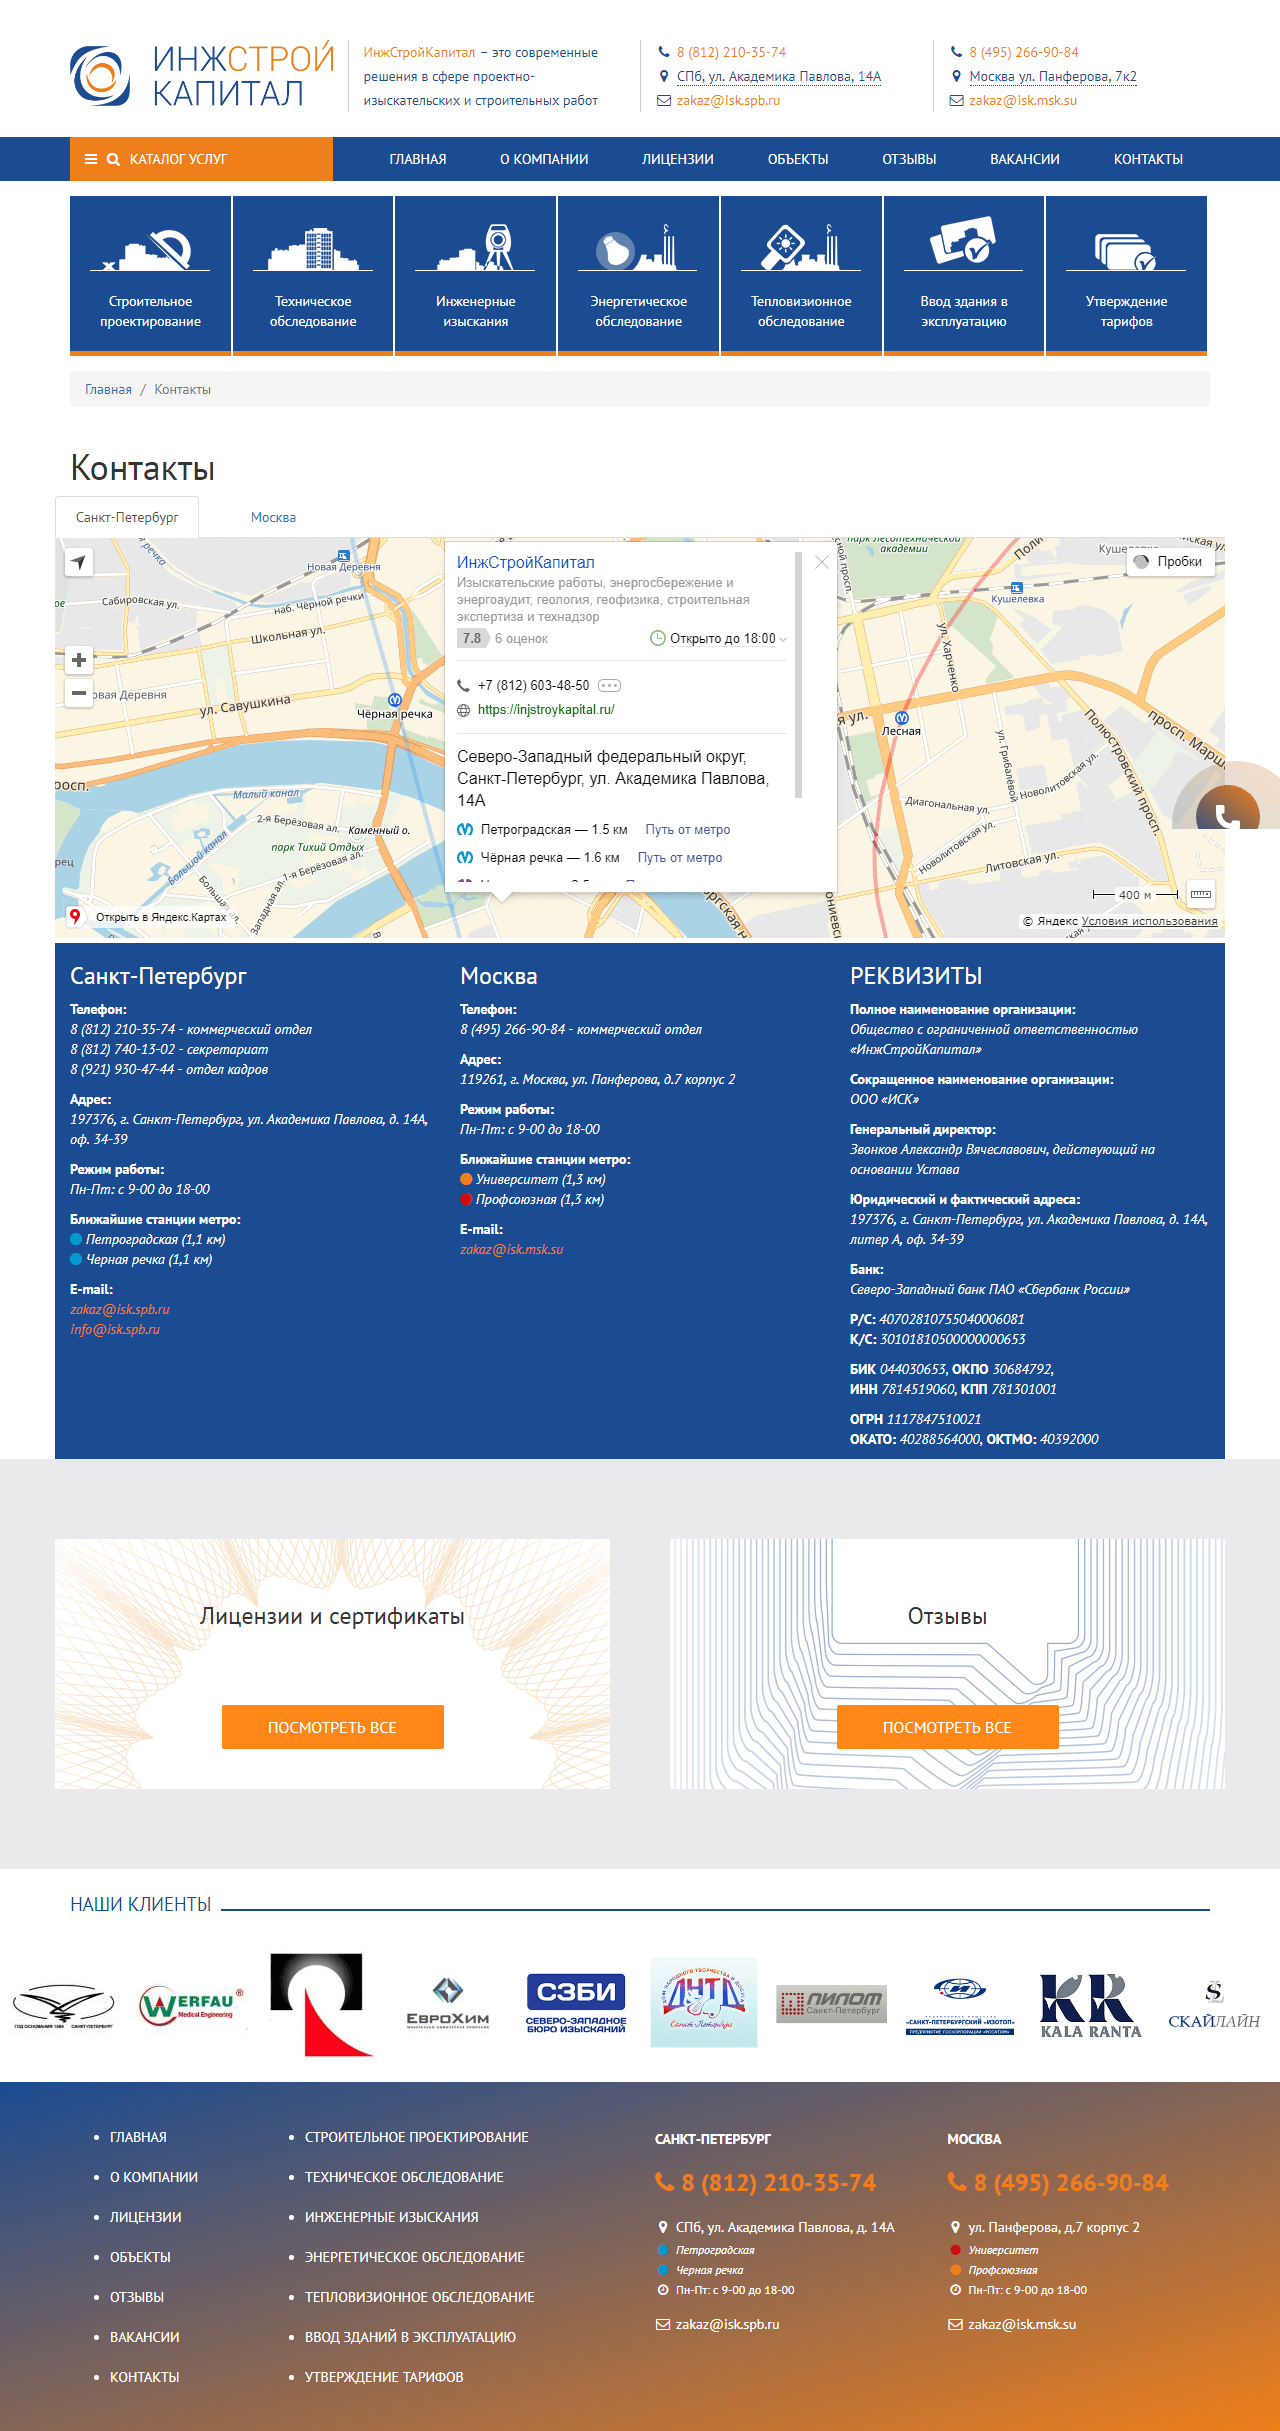 ИНЖСТРОЙ
КАПИТАЛ
ИнжСтройКапитал – это современные
решения в сфере проектно-
изыскательских и строительных работ
8 (812) 210-35-74
СПб, ул. Академика Павлова, 14А
zakaz@isk.spb.ru
8 (495) 266-90-84
Москва ул. Панферова, 7к2
zakaz@isk.msk.su
КАТАЛОГ УСЛУГ
ГЛАВНАЯ
О КОМПАНИИ
ЛИЦЕНЗИИ
ОБЪЕКТЫ
ОТЗЫВЫ
ВАКАНСИИ
КОНТАКТЫ
Строительное
проектирование
Техническое
обследование
Инженерные
изыскания
Энергетическое
обследование
Тепловизионное
обследование
Ввод здания в
эксплуатацию
Утверждение
тарифов
Главная / Контакты
Контакты
Санкт-Петербург
Москва
Новая Деревня
Сабировская ул.
наб. Чёрной речки
Школьная ул.
Новая Деревня
ул. Савушкина
Чёрная речка
Малый канал
2-я Берёзовая ал.
Каменный о.
парк Тихий Отдых
1-я Берёзовая ал.
Большой канал
Западная ал.
Открыть в Яндекс.Картах
ИнжСтройКапитал
Изыскательские работы, энергосбережение и
энергоаудит, геология, геофизика, строительная
экспертиза и технадзор
7.8 6 оценок
Открыто до 18:00
+7 (812) 603-48-50
https://injstroykapital.ru/
Северо-Западный федеральный округ,
Санкт-Петербург, ул. Академика Павлова,
14А
Петроградская — 1.5 км Путь от метро
Чёрная речка — 1.6 км Путь от метро
парк Лесотехнической
академии
Кушелевка
Пробки
ул. Харченко
Лесная
ул. Грибалёвой
Полюстровский просп.
Новолитовская ул.
Диагональная ул.
Новолитовская ул.
Литовская ул.
400 м
© Яндекс Условия использования
Санкт-Петербург
Телефон:
8 (812) 210-35-74 - коммерческий отдел
8 (812) 740-13-02 - секретариат
8 (921) 930-47-44 - отдел кадров
Адрес:
197376, г. Санкт-Петербург, ул. Академика Павлова, д. 14А,
оф. 34-39
Режим работы:
Пн-Пт: с 9-00 до 18-00
Ближайшие станции метро:
Петроградская (1,1 км)
Черная речка (1,1 км)
E-mail:
zakaz@isk.spb.ru
info@isk.spb.ru
Москва
Телефон:
8 (495) 266-90-84 - коммерческий отдел
Адрес:
119261, г. Москва, ул. Панферова, д.7 корпус 2
Режим работы:
Пн-Пт: с 9-00 до 18-00
Ближайшие станции метро:
Университет (1,3 км)
Профсоюзная (1,3 км)
E-mail:
zakaz@isk.msk.su
РЕКВИЗИТЫ
Полное наименование организации:
Общество с ограниченной ответственностью
«ИнжСтройКапитал»
Сокращенное наименование организации:
ООО «ИСК»
Генеральный директор:
Звонков Александр Вячеславович, действующий на
основании Устава
Юридический и фактический адреса:
197376, г. Санкт-Петербург, ул. Академика Павлова, д. 14А,
литер А, оф. 34-39
Банк:
Северо-Западный банк ПАО «Сбербанк России»
Р/С: 40702810755040006081
К/С: 30101810500000000653
БИК 044030653, ОКПО 30684792,
ИНН 7814519060, КПП 781301001
ОГРН 1117847510021
ОКАТО: 40288564000, ОКТМО: 40392000
Лицензии и сертификаты
ПОСМОТРЕТЬ ВСЕ
Отзывы
ПОСМОТРЕТЬ ВСЕ
НАШИ КЛИЕНТЫ
WERFAU
Medical Engineering
ЕвроХим
СЗБИ
СЕВЕРО-ЗАПАДНОЕ
БЮРО ИЗЫСКАНИЙ
ДНТД
Санкт-Петербург
ПИЛОТ
Санкт-Петербург
«САНКТ-ПЕТЕРБУРГСКИЙ «ИЗОТОП»
ПРЕДПРИЯТИЕ ГОСКОРПОРАЦИИ «РОСАТОМ»
KR
KALA RANTA
S
СКАЙЛАЙН
ГЛАВНАЯ
О КОМПАНИИ
ЛИЦЕНЗИИ
ОБЪЕКТЫ
ОТЗЫВЫ
ВАКАНСИИ
КОНТАКТЫ
СТРОИТЕЛЬНОЕ ПРОЕКТИРОВАНИЕ
ТЕХНИЧЕСКОЕ ОБСЛЕДОВАНИЕ
ИНЖЕНЕРНЫЕ ИЗЫСКАНИЯ
ЭНЕРГЕТИЧЕСКОЕ ОБСЛЕДОВАНИЕ
ТЕПЛОВИЗИОННОЕ ОБСЛЕДОВАНИЕ
ВВОД ЗДАНИЙ В ЭКСПЛУАТАЦИЮ
УТВЕРЖДЕНИЕ ТАРИФОВ
САНКТ-ПЕТЕРБУРГ
8 (812) 210-35-74
СПб, ул. Академика Павлова, д. 14А
Петроградская
Черная речка
Пн-Пт: с 9-00 до 18-00
zakaz@isk.spb.ru
МОСКВА
8 (495) 266-90-84
ул. Панферова, д.7 корпус 2
Университет
Профсоюзная
Пн-Пт: с 9-00 до 18-00
zakaz@isk.msk.su